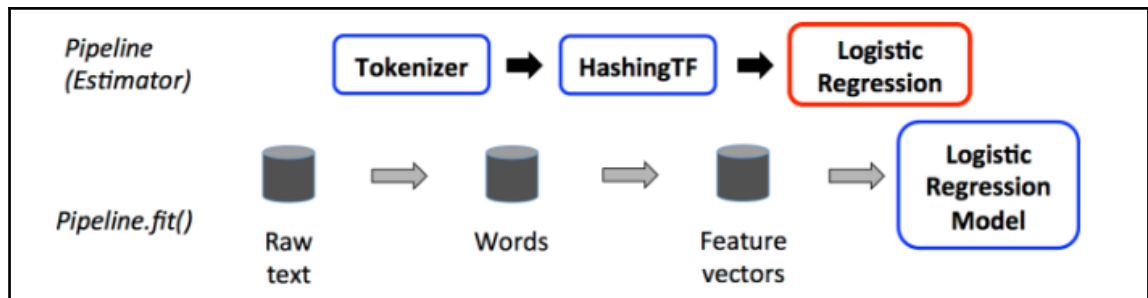 Pipeline
(Estimator)
Tokenizer
HashingTF
Logistic
Regression
Pipeline.fit()
Raw
text
Words
Feature
vectors
Logistic
Regression
Model